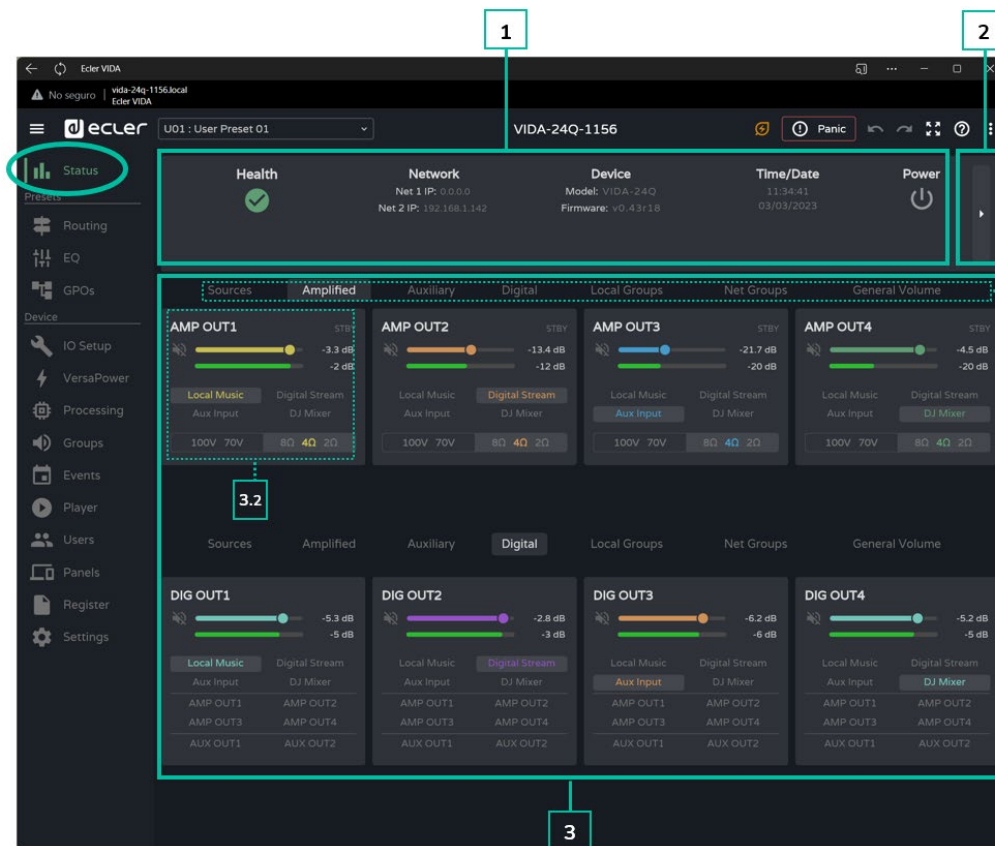 1
2
Ecler VIDA
No seguro
vida-24q-1156.local
Ecler VIDA
ecler
U01 : User Preset 01
VIDA-24Q-1156
Panic
Status
Presets
Routing
EQ
GPOs
Device
IO Setup
VersaPower
Processing
Groups
Events
Player
Users
Panels
Register
Settings
Health
Network
Net 1 IP: 0.0.0.0
Net 2 IP: 192.168.1.142
Device
Model: VIDA-24Q
Firmware: v0.43r18
Time/Date
11:34:41
03/03/2023
Power
Sources Amplified Auxiliary Digital Local Groups Net Groups General Volume
AMP OUT1 STBY
-3.3 dB
-2 dB
Local Music Digital Stream
Aux Input DJ Mixer
100V 70V 8Ω 4Ω 2Ω
AMP OUT2 STBY
-13.4 dB
-12 dB
Local Music Digital Stream
Aux Input DJ Mixer
100V 70V 8Ω 4Ω 2Ω
AMP OUT3 STBY
-21.7 dB
-20 dB
Local Music Digital Stream
Aux Input DJ Mixer
100V 70V 8Ω 4Ω 2Ω
AMP OUT4 STBY
-4.5 dB
-20 dB
Local Music Digital Stream
Aux Input DJ Mixer
100V 70V 8Ω 4Ω 2Ω
3.2
Sources Amplified Auxiliary Digital Local Groups Net Groups General Volume
DIG OUT1
-5.3 dB
-5 dB
Local Music Digital Stream
Aux Input DJ Mixer
AMP OUT1 AMP OUT2
AMP OUT3 AMP OUT4
AUX OUT1 AUX OUT2
DIG OUT2
-2.8 dB
-3 dB
Local Music Digital Stream
Aux Input DJ Mixer
AMP OUT1 AMP OUT2
AMP OUT3 AMP OUT4
AUX OUT1 AUX OUT2
DIG OUT3
-6.2 dB
-6 dB
Local Music Digital Stream
Aux Input DJ Mixer
AMP OUT1 AMP OUT2
AMP OUT3 AMP OUT4
AUX OUT1 AUX OUT2
DIG OUT4
-5.2 dB
-5 dB
Local Music Digital Stream
Aux Input DJ Mixer
AMP OUT1 AMP OUT2
AMP OUT3 AMP OUT4
AUX OUT1 AUX OUT2
3